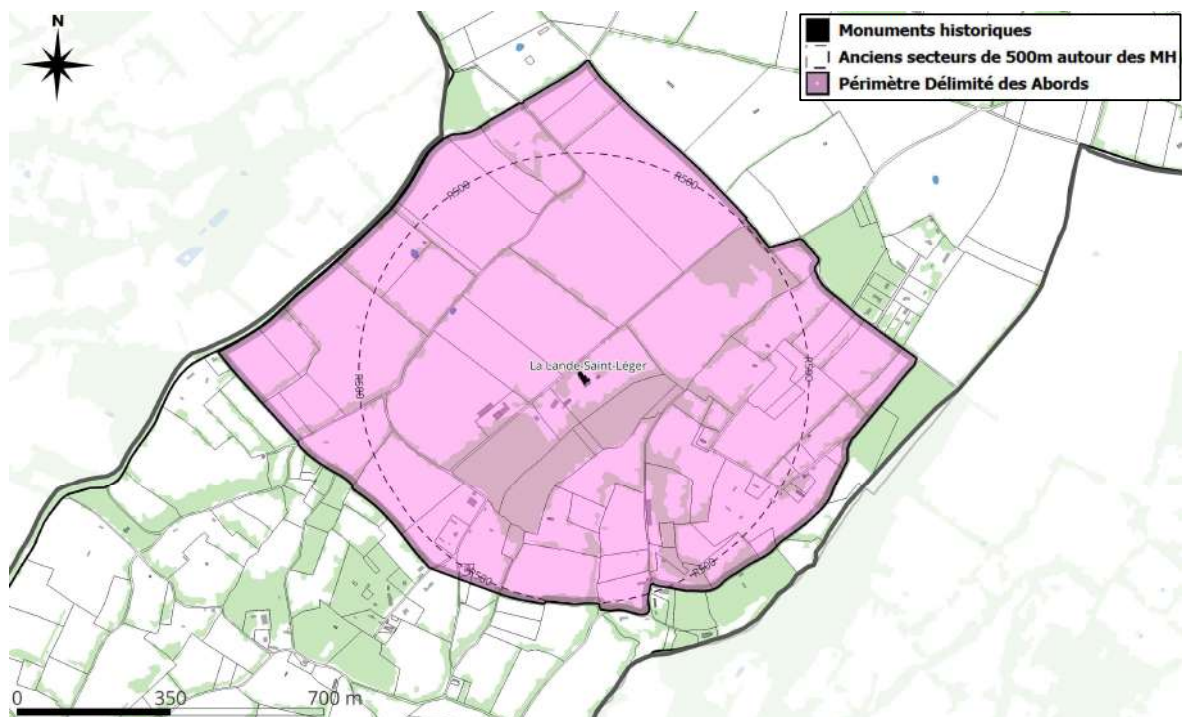 N
Monuments historiques
Anciens secteurs de 500m autour des MH
Périmètre Délimité des Abords
R500
R500
La Lande-Saint-Léger
R500
R500
R500
R500
0 350 700 m